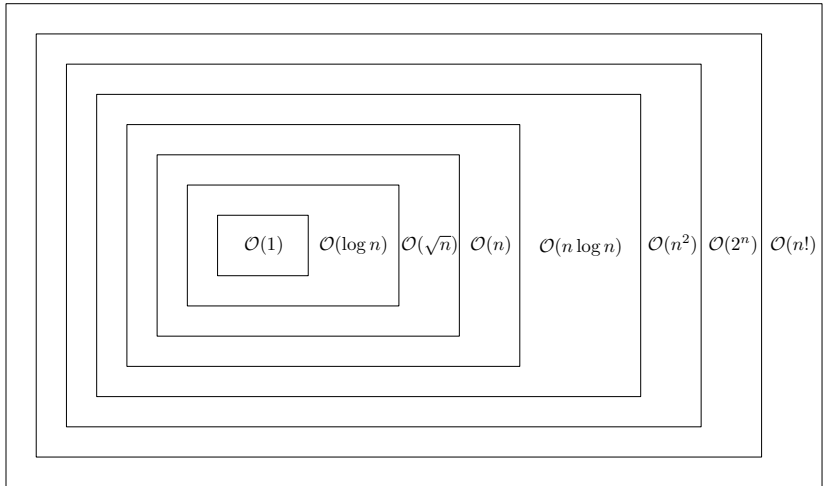 𝒪(1) 𝒪(log n) 𝒪(√n) 𝒪(n) 𝒪(n log n) 𝒪(n²) 𝒪(2ⁿ) 𝒪(n!)